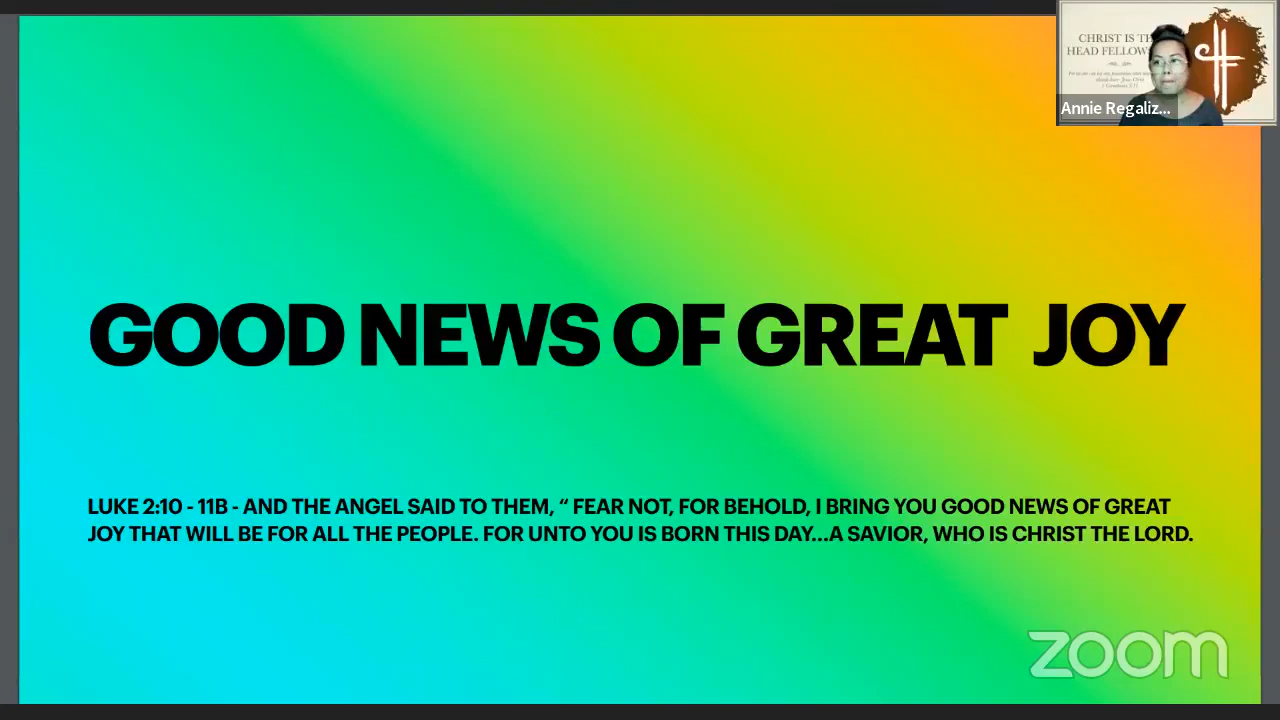 CHRIST IS TH
HEAD FELLOW
Annie Regaliz...
GOOD NEWS OF GREAT JOY
LUKE 2:10 - 11B - AND THE ANGEL SAID TO THEM, “ FEAR NOT, FOR BEHOLD, I BRING YOU GOOD NEWS OF GREAT
JOY THAT WILL BE FOR ALL THE PEOPLE. FOR UNTO YOU IS BORN THIS DAY...A SAVIOR, WHO IS CHRIST THE LORD.
zoom